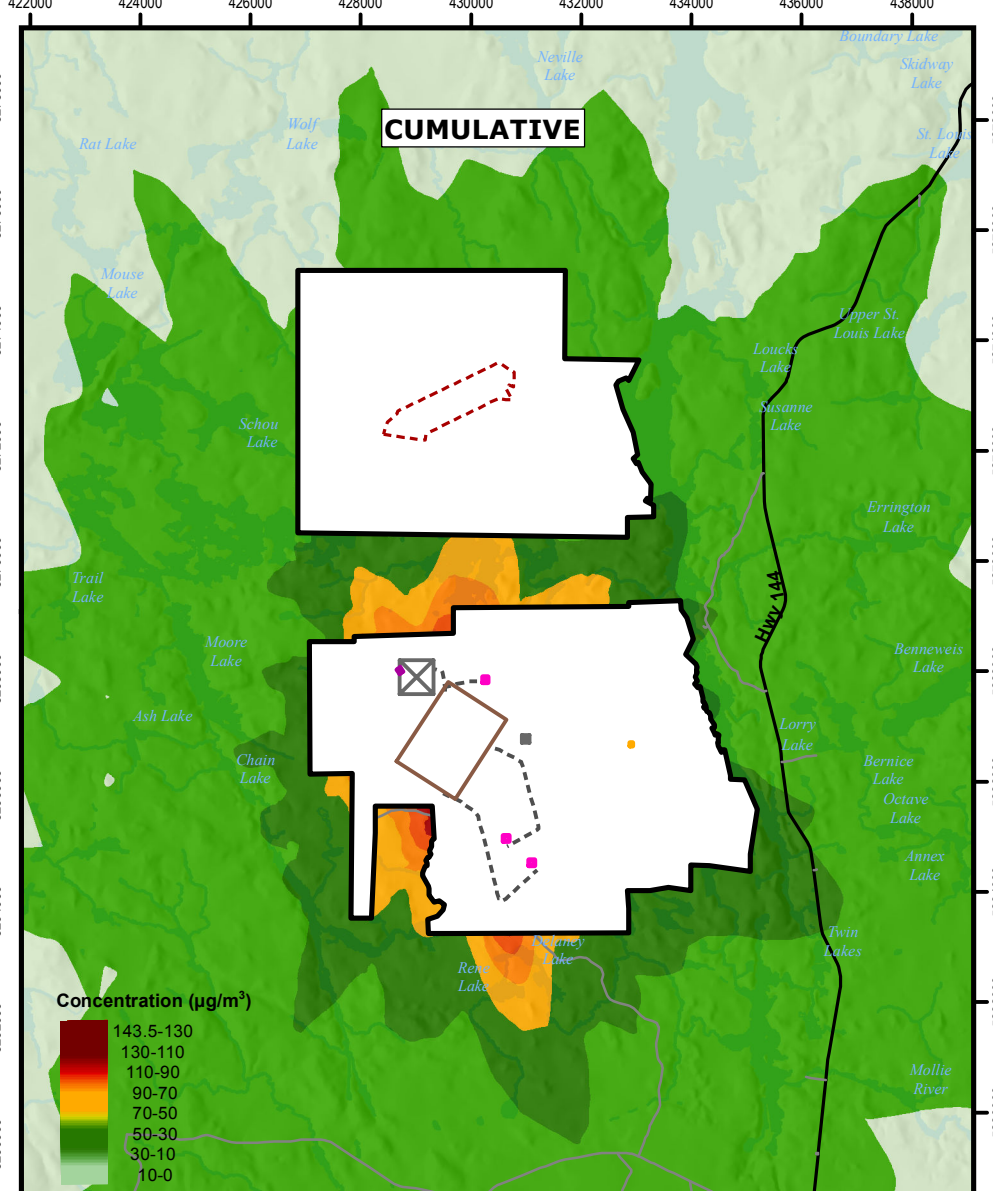 422000 424000 426000 428000 430000 432000 434000 436000 438000
Boundary Lake
Neville
Lake
Skidway
Lake
CUMULATIVE
Wolf
Lake
Rat Lake
St. Louis
Lake
Mouse
Lake
Upper St.
Louis Lake
Loucks
Lake
Susanne
Lake
Schou
Lake
Errington
Lake
Trail
Lake
Hwy 144
Moore
Lake
Benneweis
Lake
Ash Lake
Lorry
Lake
Chain
Lake
Bernice
Lake
Octave
Lake
Annex
Lake
Twin
Lakes
Lake
Rene
Lake
Concentration (µg/m³)
143.5-130
130-110
110-90
90-70
70-50
50-30
30-10
10-0
Mollie
River